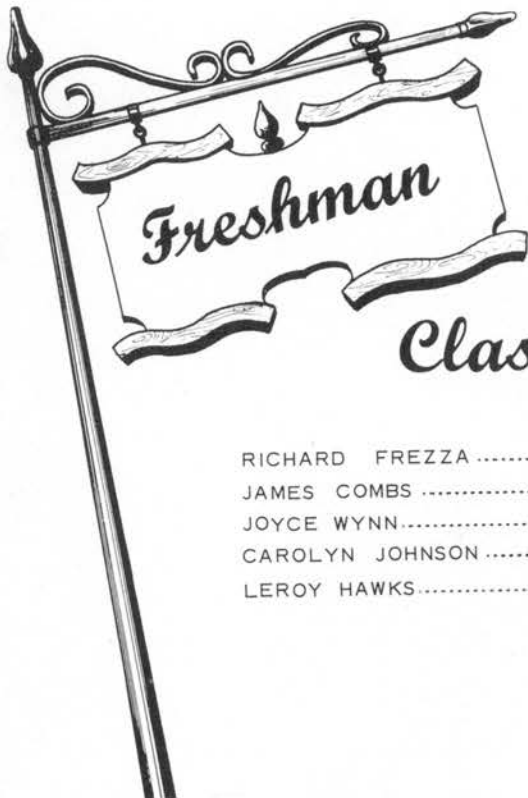 Freshman
Clas
RICHARD FREZZA ........
JAMES COMBS ................
JOYCE WYNN..................
CAROLYN JOHNSON ......
LEROY HAWKS................